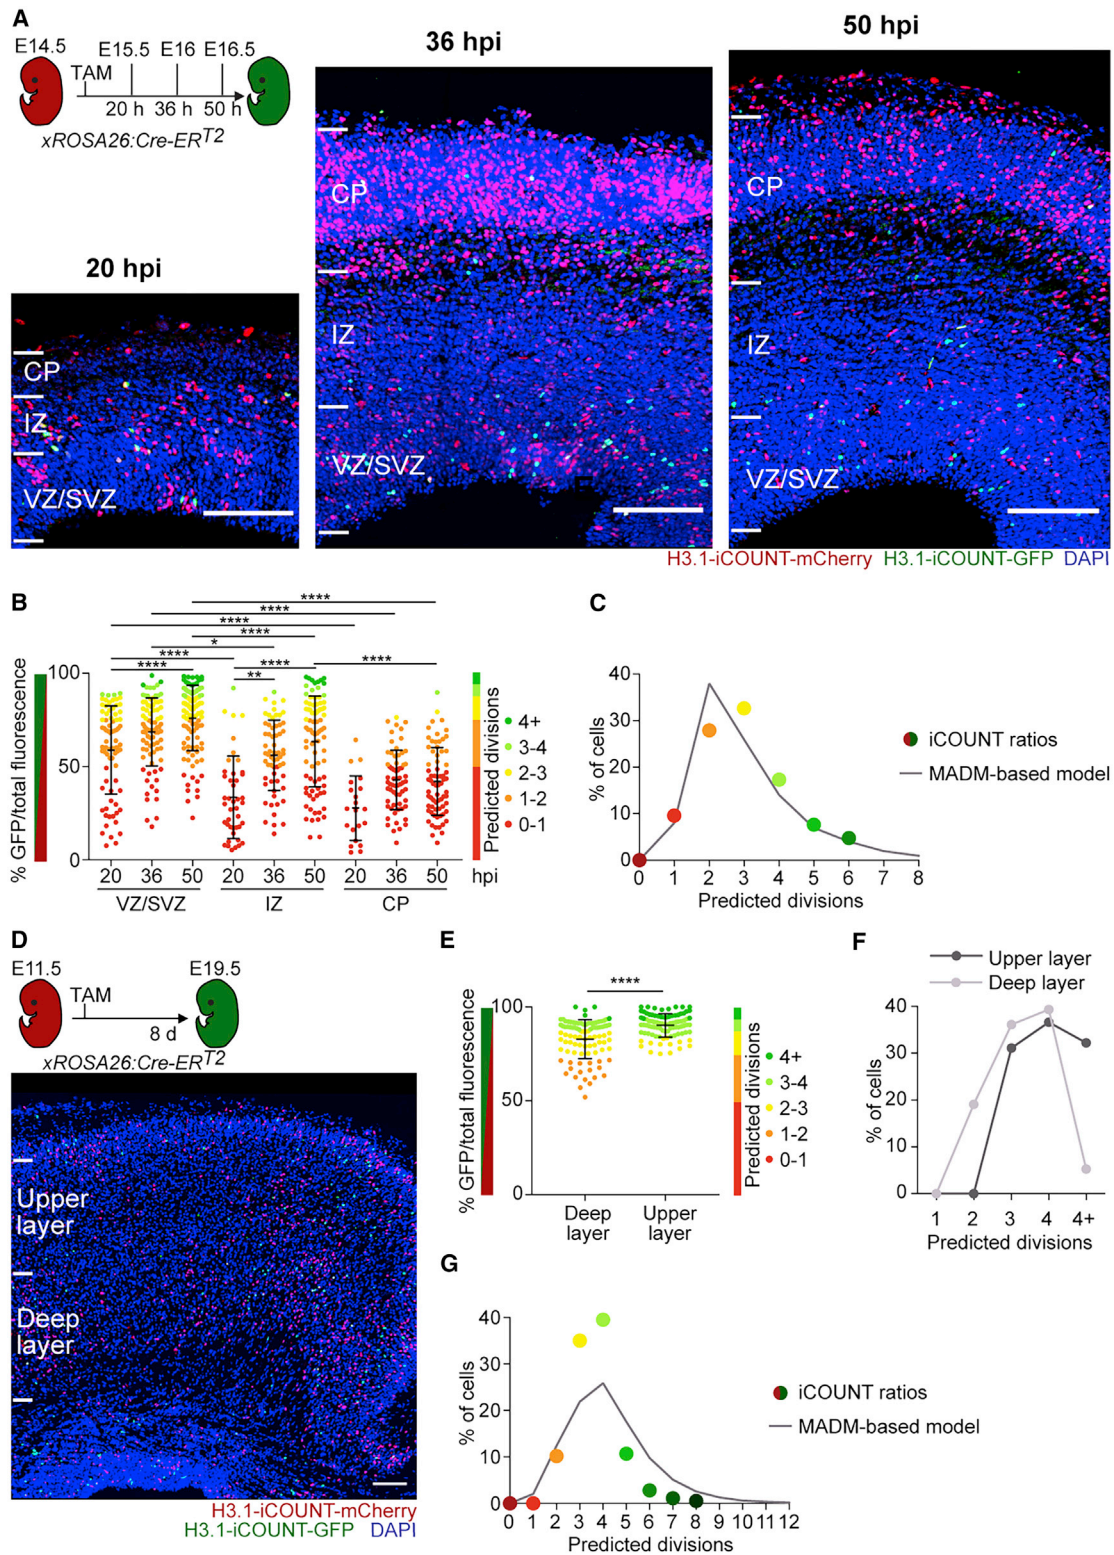 A
E14.5
E15.5 E16 E16.5
TAM
20 h 36 h 50 h
xROSA26:Cre-ERT2
20 hpi
CP
IZ
VZ/SVZ
36 hpi
CP
IZ
VZ/SVZ
50 hpi
CP
IZ
VZ/SVZ
H3.1-iCOUNT-mCherry H3.1-iCOUNT-GFP DAPI
B
% GFP/total fluorescence
100
50
0
****
****
****
****
*
****
****
****
**
****
20 36 50 20 36 50 20 36 50 hpi
VZ/SVZ IZ CP
Predicted divisions
4+
3-4
2-3
1-2
0-1
C
% of cells
40
30
20
10
0
0 1 2 3 4 5 6 7 8
Predicted divisions
iCOUNT ratios
MADM-based model
D
E11.5 E19.5
TAM
8 d
xROSA26:Cre-ERT2
Upper
layer
Deep
layer
H3.1-iCOUNT-mCherry
H3.1-iCOUNT-GFP DAPI
E
% GFP/total fluorescence
100
50
0
****
Deep
layer
Upper
layer
Predicted divisions
4+
3-4
2-3
1-2
0-1
F
Upper layer
Deep layer
% of cells
40
30
20
10
0
1 2 3 4 4+
Predicted divisions
G
% of cells
40
30
20
10
0
0 1 2 3 4 5 6 7 8 9 10 11 12
Predicted divisions
iCOUNT ratios
MADM-based model